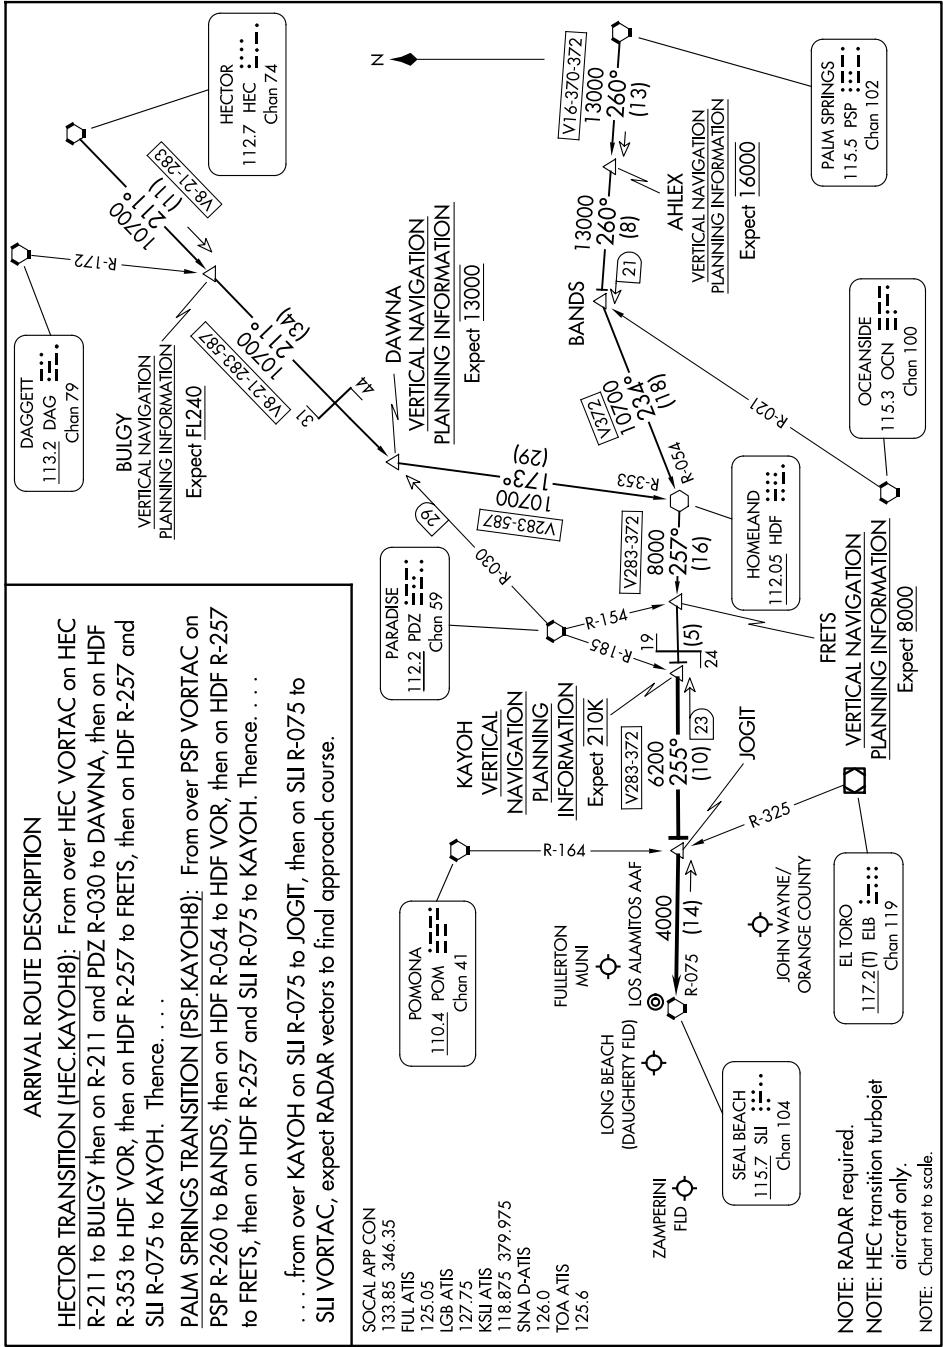 ARRIVAL ROUTE DESCRIPTION
HECTOR TRANSITION (HEC.KAYOH8): From over HEC VORTAC on HEC
R-211 to BULGY then on R-211 and PDZ R-030 to DAWNA, then on HDF
R-353 to HDF VOR, then on HDF R-257 to FRETS, then on HDF R-257 and
SLI R-075 to KAYOH. Thence. . . .
PALM SPRINGS TRANSITION (PSP.KAYOH8): From over PSP VORTAC on
PSP R-260 to BANDS, then on HDF R-054 to HDF VOR, then on HDF R-257
to FRETS, then on HDF R-257 and SLI R-075 to KAYOH. Thence. . . .
. . . .from over KAYOH on SLI R-075 to JOGIT, then on SLI R-075 to
SLI VORTAC, expect RADAR vectors to final approach course.
SOCAL APP CON
133.85 346.35
FUL ATIS
125.05
LGB ATIS
127.75
KSLI ATIS
118.875 379.975
SNA D-ATIS
126.0
TOA ATIS
125.6
DAGGETT
113.2 DAG
Chan 79
R-172
HECTOR
112.7 HEC
Chan 74
V8-21-283
10700
211°
(11)
BULGY
VERTICAL NAVIGATION
PLANNING INFORMATION
Expect FL240
V8-21-283-587
10700
211°
(34)
31
44
DAWNA
VERTICAL NAVIGATION
PLANNING INFORMATION
Expect 13000
N
29
R-030
V283-587
10700
173°
(29)
R-353
PARADISE
112.2 PDZ
Chan 59
R-154
R-185
V16-370-372
13000
260°
(13)
PALM SPRINGS
115.5 PSP
Chan 102
AHLEX
VERTICAL NAVIGATION
PLANNING INFORMATION
Expect 16000
13000
260°
(8)
21
BANDS
V372
10700
234°
(18)
R-054
R-021
OCEANSIDE
115.3 OCN
Chan 100
HOMELAND
112.05 HDF
V283-372
8000
257°
(16)
FRETS
VERTICAL NAVIGATION
PLANNING INFORMATION
Expect 8000
19
24
(5)
KAYOH
VERTICAL
NAVIGATION
PLANNING
INFORMATION
Expect 210K
V283-372
6200
255°
(10)
23
JOGIT
POMONA
110.4 POM
Chan 41
R-164
R-325
EL TORO
117.2(T) ELB
Chan 119
4000
(14)
R-075
FULLERTON
MUNI
LOS ALAMITOS AAF
JOHN WAYNE/
ORANGE COUNTY
LONG BEACH
(DAUGHERTY FLD)
SEAL BEACH
115.7 SLI
Chan 104
ZAMPERINI
FLD
NOTE: RADAR required.
NOTE: HEC transition turbojet
aircraft only.
NOTE: Chart not to scale.